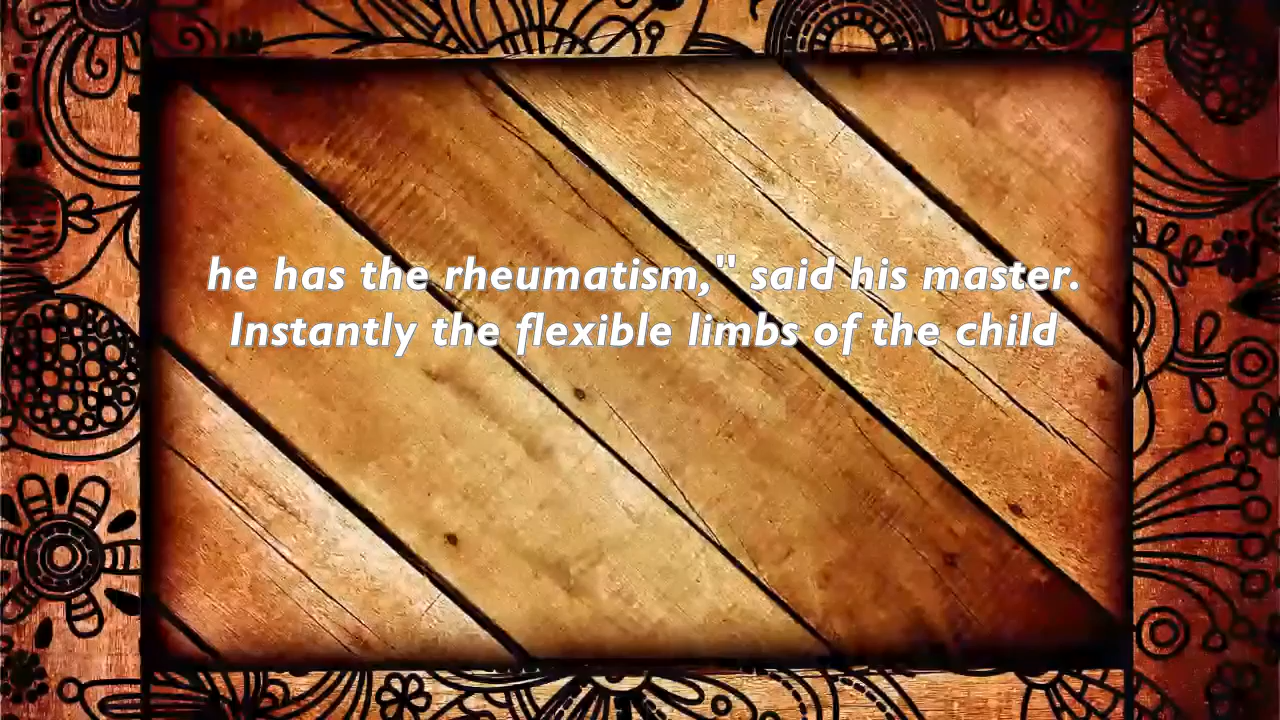 he has the rheumatism," said his master.
Instantly the flexible limbs of the child